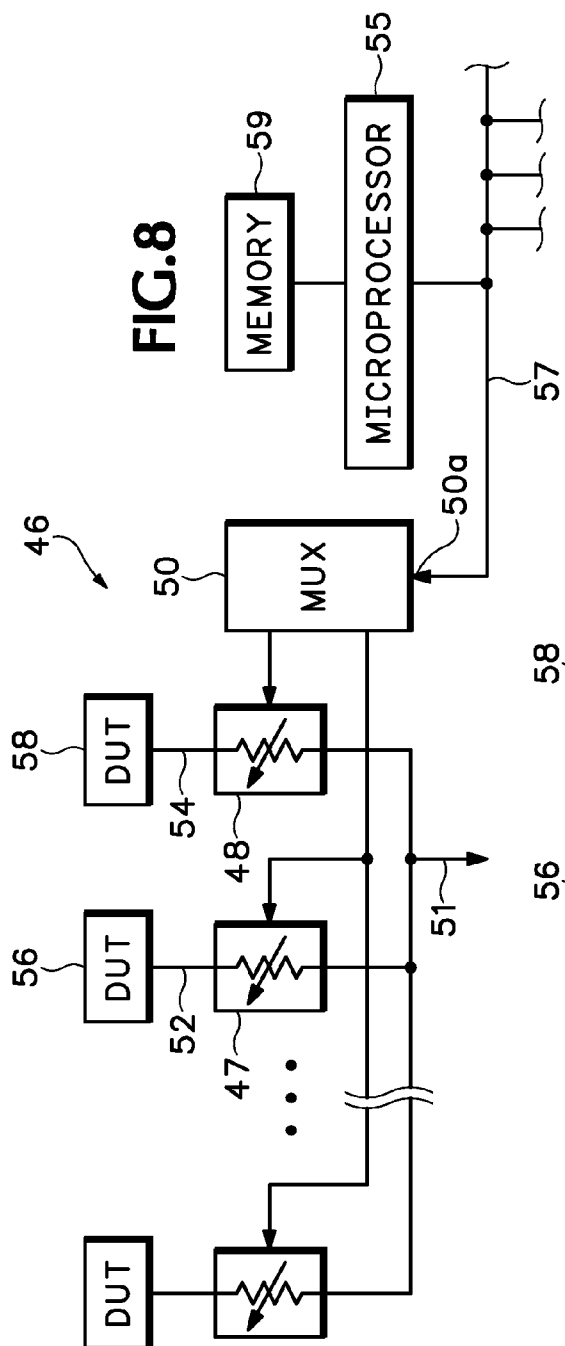 FIG.8
46
58
DUT
54
48
50
MUX
50a
59
MEMORY
55
MICROPROCESSOR
57
56
DUT
52
47
DUT
51
56
58